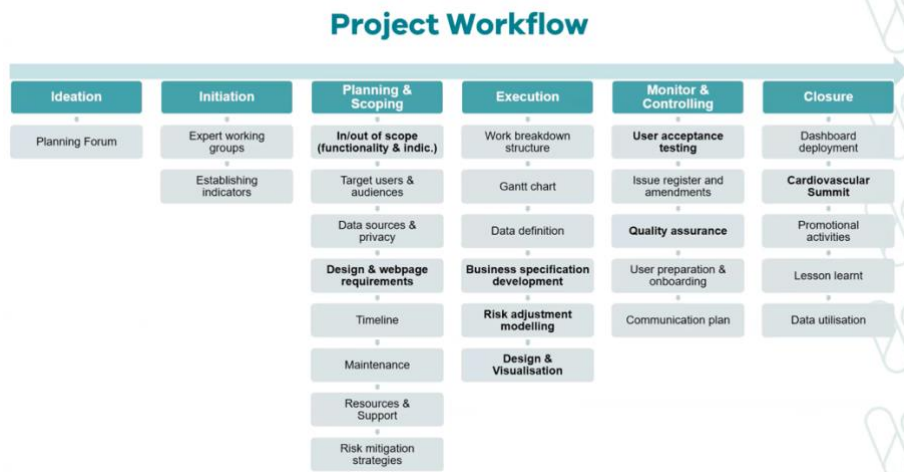 Project Workflow
Ideation
Planning Forum
Initiation
Expert working
groups
Establishing
indicators
Planning &
Scoping
In/out of scope
(functionality & indic.)
Target users &
audiences
Data sources &
privacy
Design & webpage
requirements
Timeline
Maintenance
Resources &
Support
Risk mitigation
strategies
Execution
Work breakdown
structure
Gantt chart
Data definition
Business specification
development
Risk adjustment
modelling
Design &
Visualisation
Monitor &
Controlling
User acceptance
testing
Issue register and
amendments
Quality assurance
User preparation &
onboarding
Communication plan
Closure
Dashboard
deployment
Cardiovascular
Summit
Promotional
activities
Lesson learnt
Data utilisation